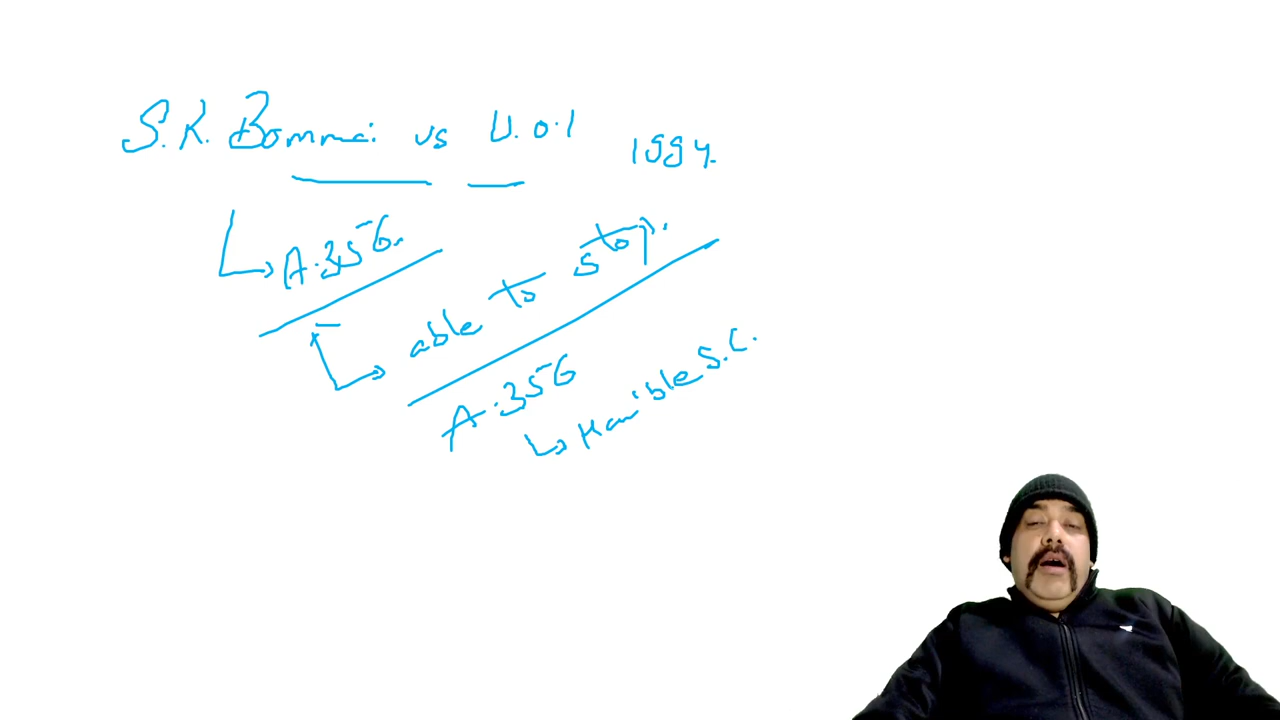 S.R. Bommai vs U.O.I 1994.
A.356.
able to stop.
A.356
Hon'ble S.C.